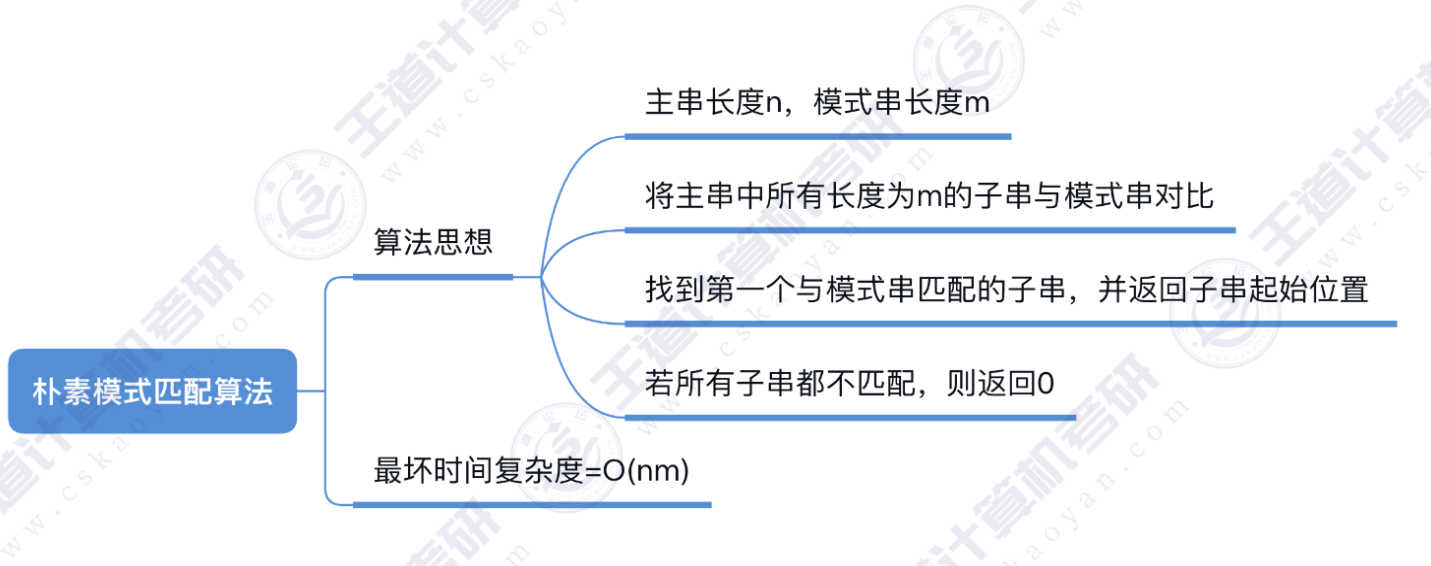 主串长度n，模式串长度m
将主串中所有长度为m的子串与模式串对比
算法思想
找到第一个与模式串匹配的子串，并返回子串起始位置
若所有子串都不匹配，则返回0
朴素模式匹配算法
最坏时间复杂度=O(nm)
王道计算机考研
www.cskaoyan.com